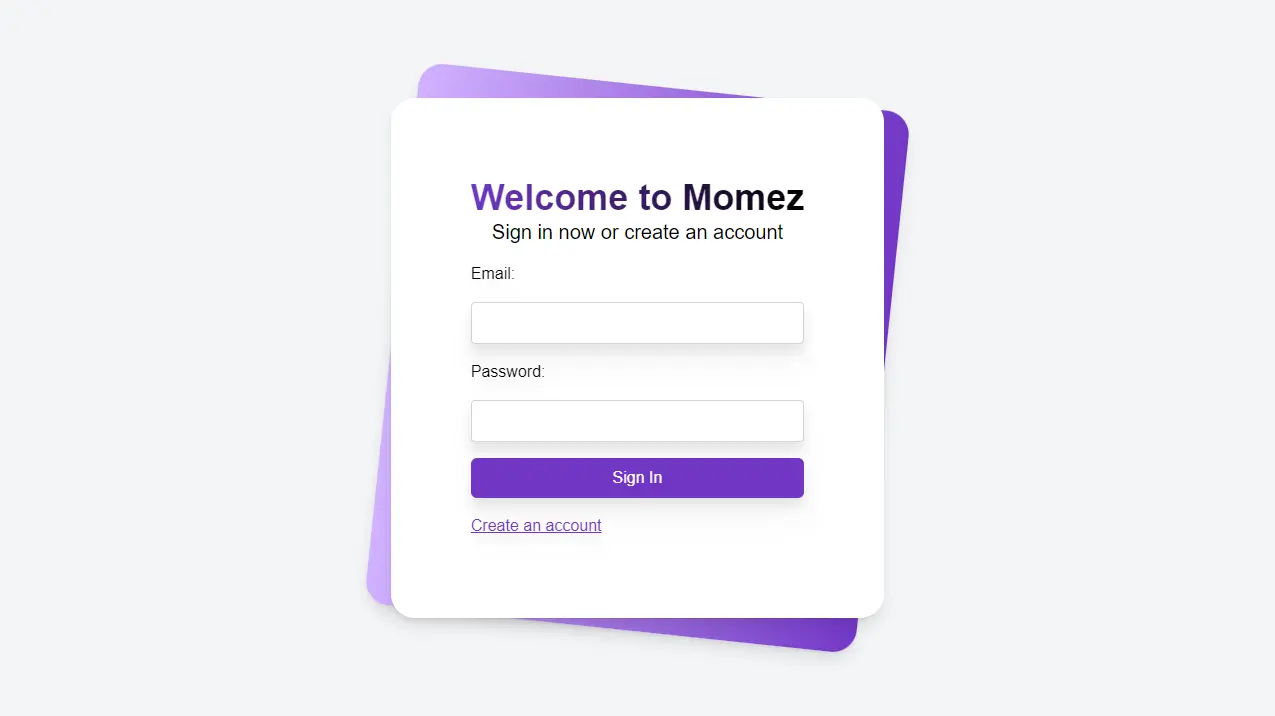 Welcome to Momez
Sign in now or create an account
Email:
Password:
Sign In
Create an account